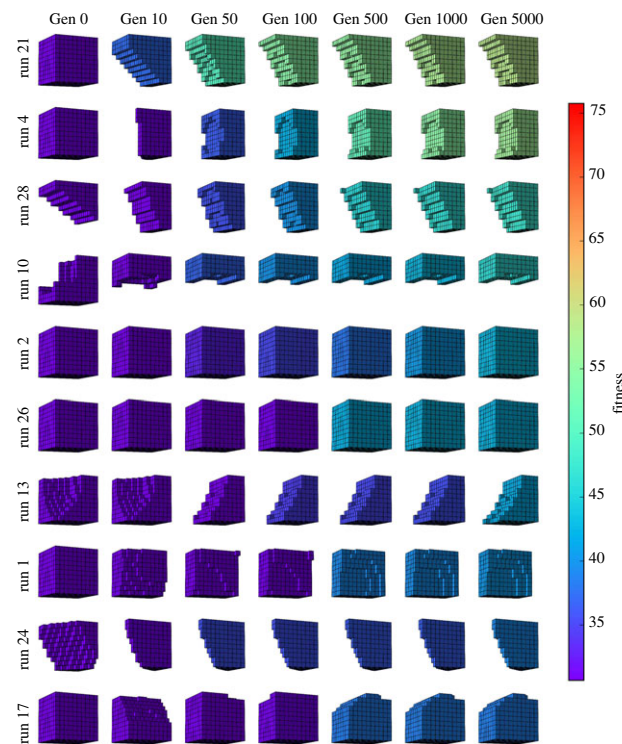 Gen 0 Gen 10 Gen 50 Gen 100 Gen 500 Gen 1000 Gen 5000
run 21
run 4
run 28
run 10
run 2
run 26
run 13
run 1
run 24
run 17
75
70
65
60
55
50
45
40
35
fitness